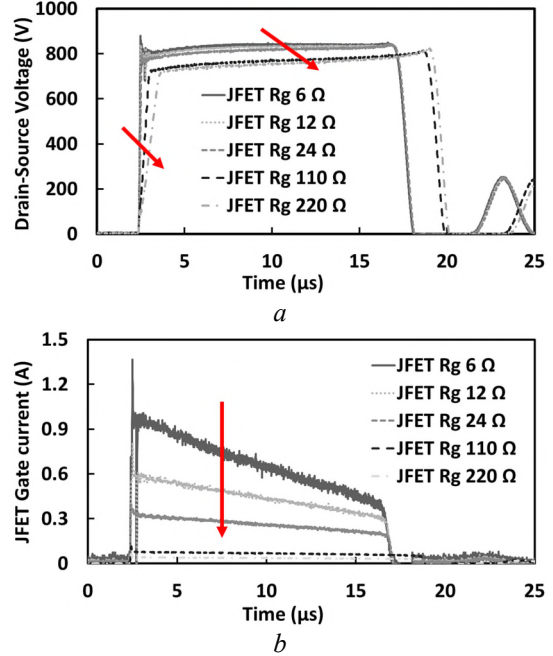 Drain-Source Voltage (V)
1000
800
600
400
200
0
JFET Rg 6 Ω
JFET Rg 12 Ω
JFET Rg 24 Ω
JFET Rg 110 Ω
JFET Rg 220 Ω
0 5 10 15 20 25
Time (µs)
a
JFET Gate current (A)
1.5
1.2
0.9
0.6
0.3
0
JFET Rg 6 Ω
JFET Rg 12 Ω
JFET Rg 24 Ω
JFET Rg 110 Ω
JFET Rg 220 Ω
0 5 10 15 20 25
Time (µs)
b